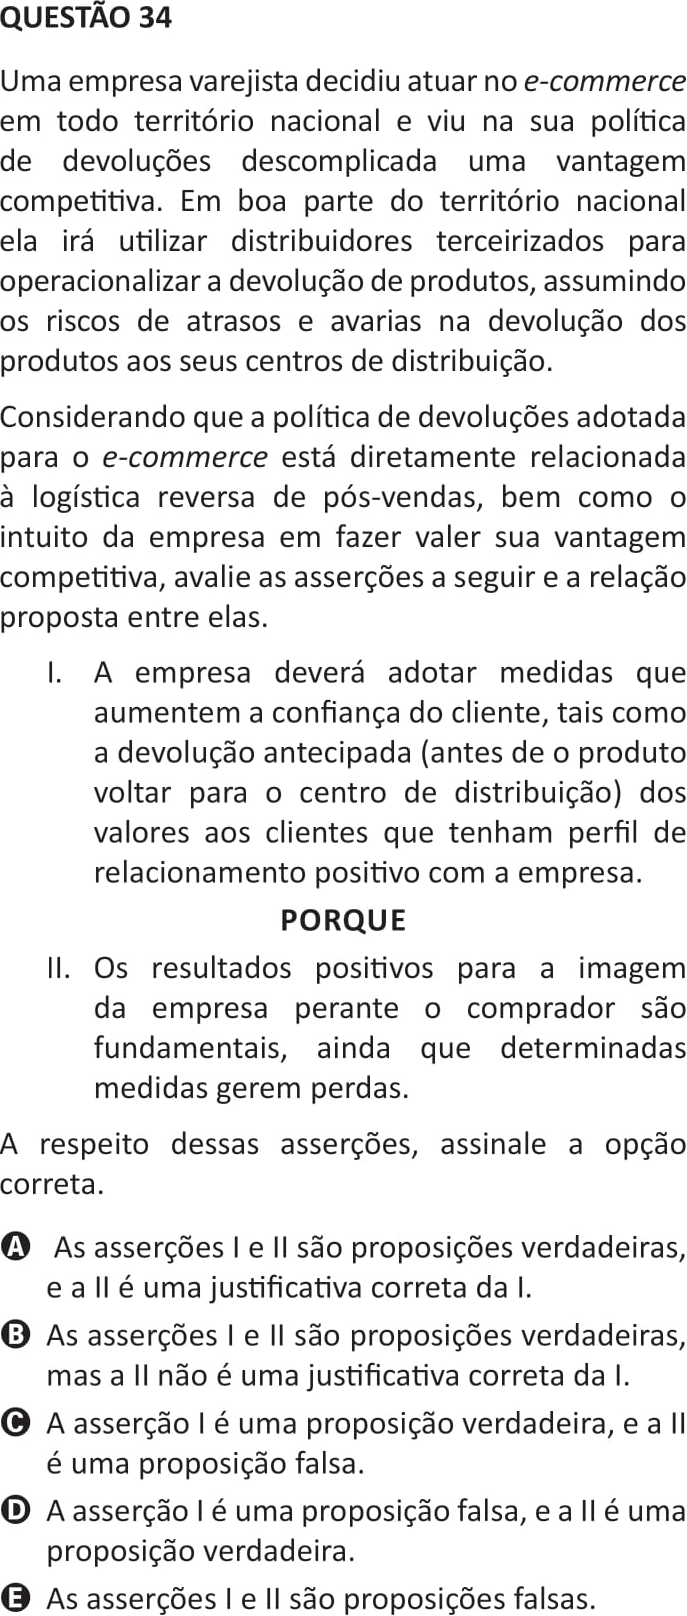 QUESTÃO 34
Uma empresa varejista decidiu atuar no e-commerce
em todo território nacional e viu na sua política
de devoluções descomplicada uma vantagem
competitiva. Em boa parte do território nacional
ela irá utilizar distribuidores terceirizados para
operacionalizar a devolução de produtos, assumindo
os riscos de atrasos e avarias na devolução dos
produtos aos seus centros de distribuição.
Considerando que a política de devoluções adotada
para o e-commerce está diretamente relacionada
à logística reversa de pós-vendas, bem como o
intuito da empresa em fazer valer sua vantagem
competitiva, avalie as asserções a seguir e a relação
proposta entre elas.
I. A empresa deverá adotar medidas que
aumentem a confiança do cliente, tais como
a devolução antecipada (antes de o produto
voltar para o centro de distribuição) dos
valores aos clientes que tenham perfil de
relacionamento positivo com a empresa.
PORQUE
II. Os resultados positivos para a imagem
da empresa perante o comprador são
fundamentais, ainda que determinadas
medidas gerem perdas.
A respeito dessas asserções, assinale a opção
correta.
A As asserções I e II são proposições verdadeiras,
e a II é uma justificativa correta da I.
B As asserções I e II são proposições verdadeiras,
mas a II não é uma justificativa correta da I.
C A asserção I é uma proposição verdadeira, e a II
é uma proposição falsa.
D A asserção I é uma proposição falsa, e a II é uma
proposição verdadeira.
E As asserções I e II são proposições falsas.